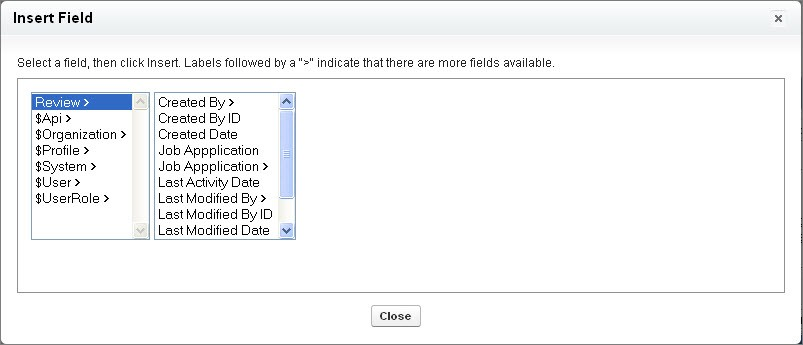 Insert Field
Select a field, then click Insert. Labels followed by a ">" indicate that there are more fields available.
Review >
$Api >
$Organization >
$Profile >
$System >
$User >
$UserRole >
Created By >
Created By ID
Created Date
Job Appplication
Job Appplication >
Last Activity Date
Last Modified By >
Last Modified By ID
Last Modified Date
Close